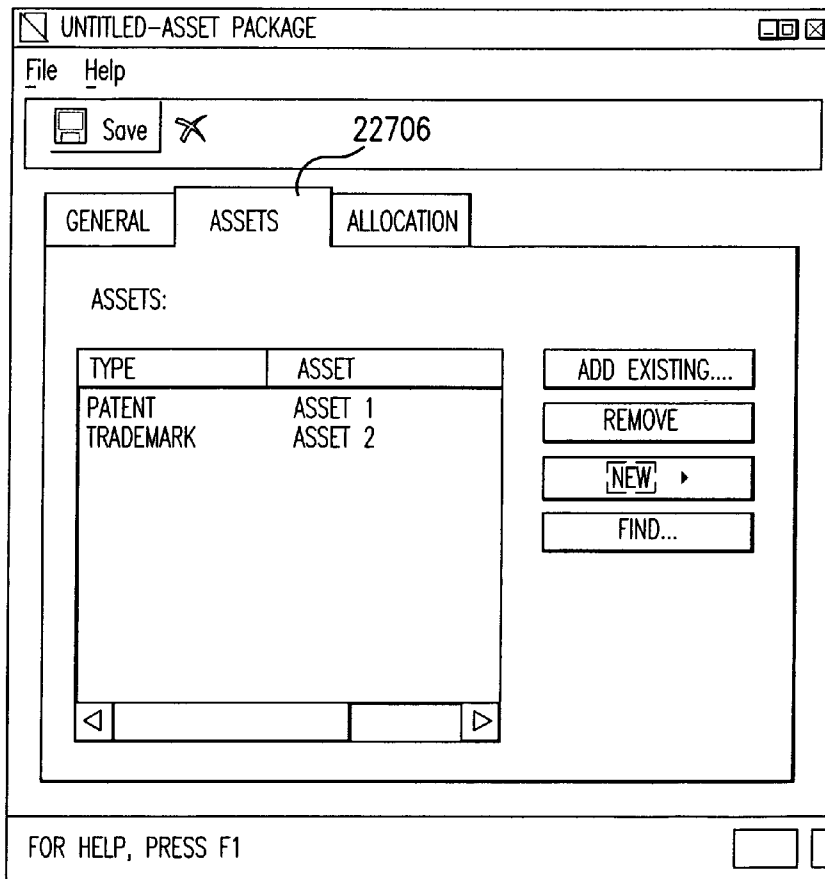 UNTITLED-ASSET PACKAGE
File Help
Save 22706
GENERAL ASSETS ALLOCATION
ASSETS:
TYPE ASSET
PATENT ASSET 1
TRADEMARK ASSET 2
ADD EXISTING....
REMOVE
NEW
FIND...
FOR HELP, PRESS F1